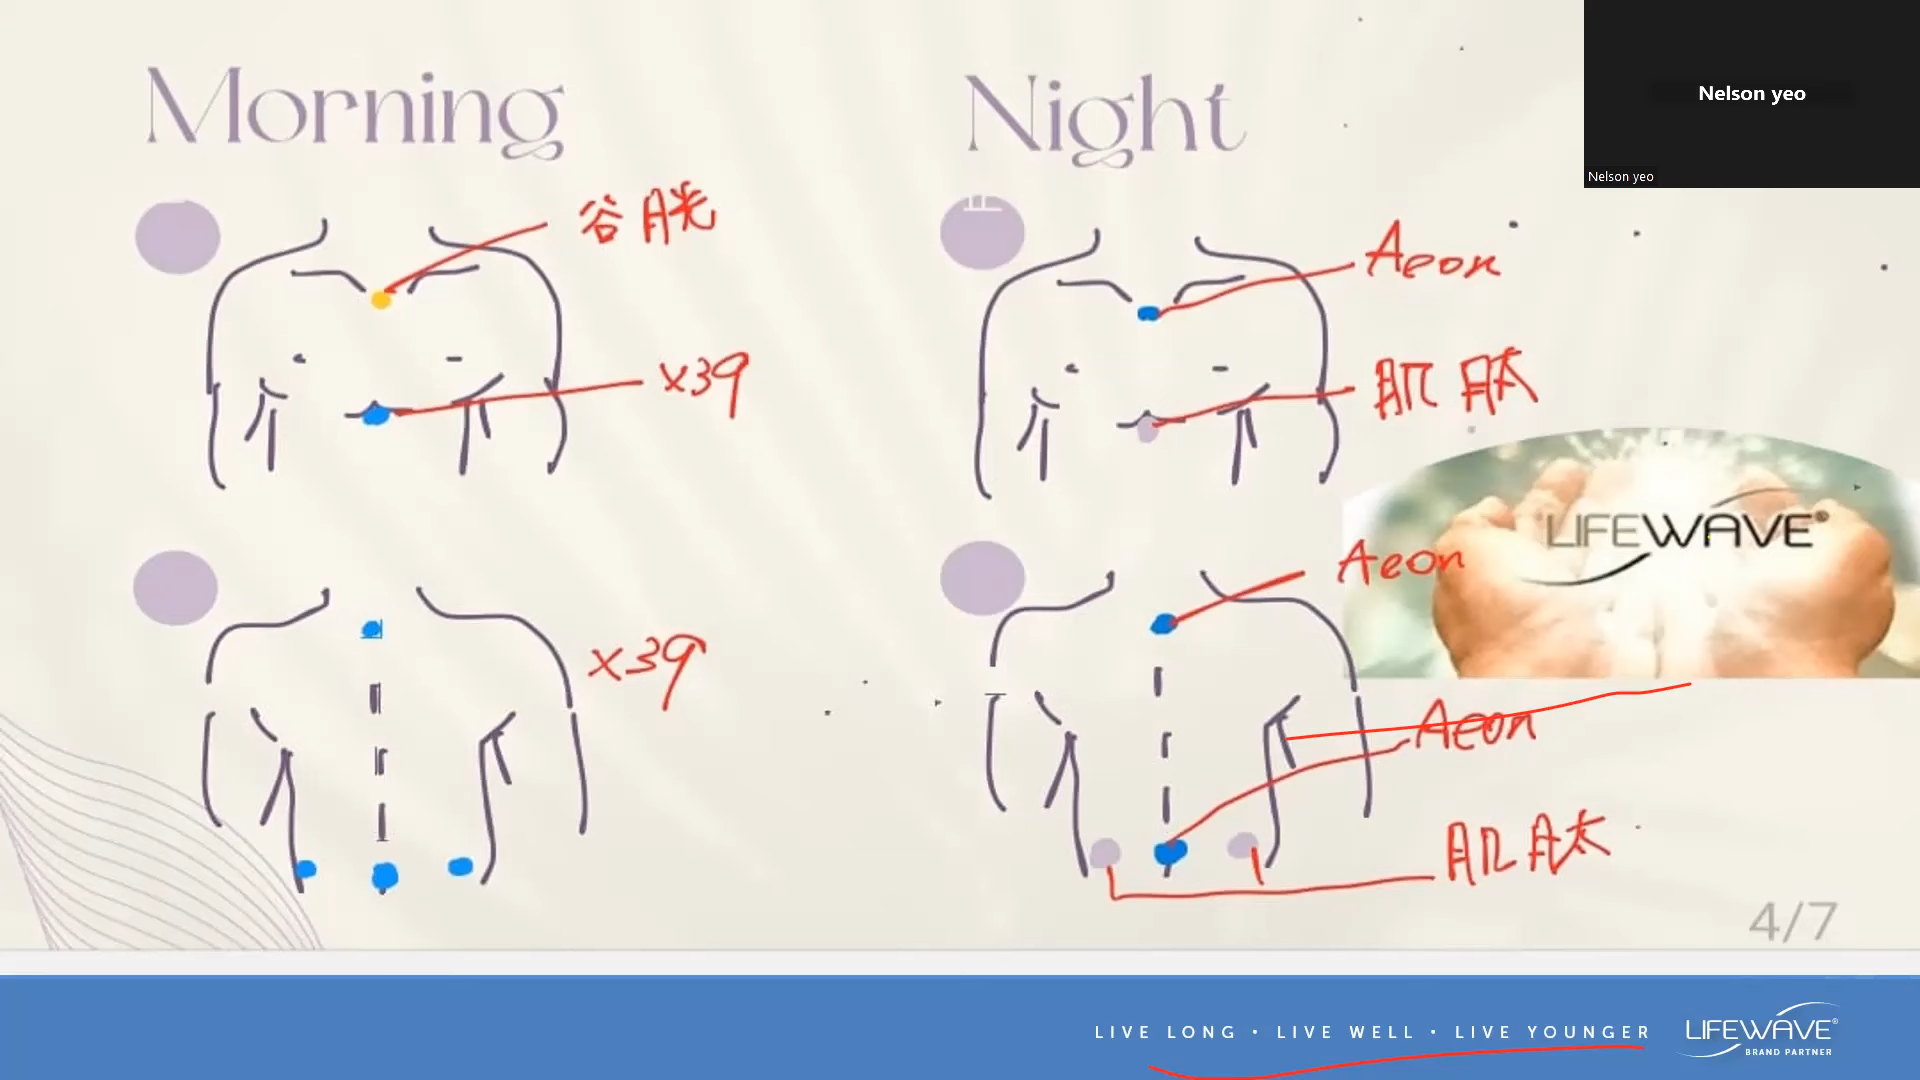 Morning
谷胱
X39
X39
Night
Aeon
肌肽
Aeon
Aeon
肌肽
Nelson yeo
Nelson yeo
LIFEWAVE®
4/7
LIVE LONG • LIVE WELL • LIVE YOUNGER
LIFEWAVE®
BRAND PARTNER